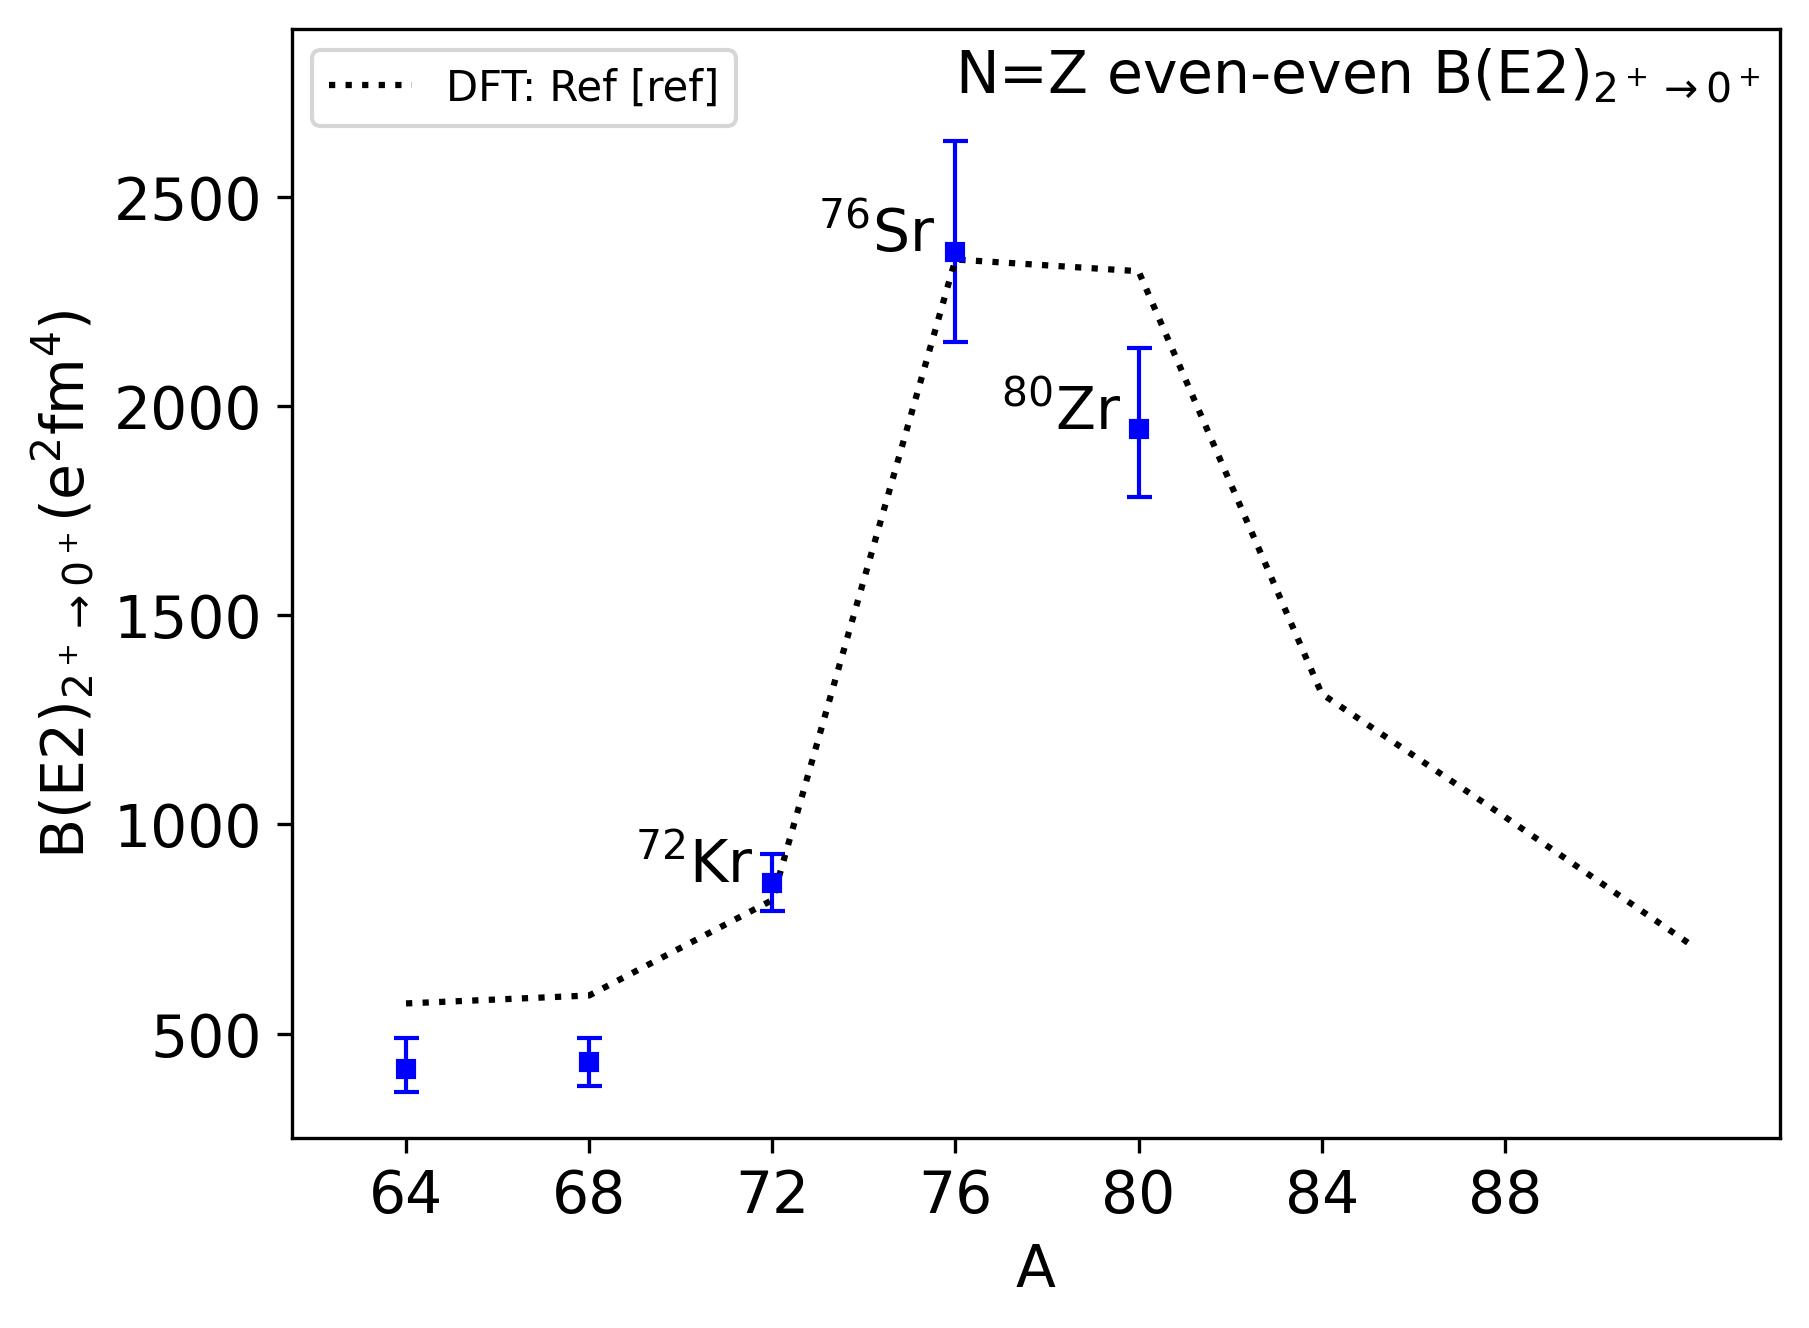 DFT: Ref [ref]
N=Z even-even B(E2)₂⁺→₀⁺
⁷⁶Sr
⁸⁰Zr
⁷²Kr
B(E2)₂⁺→₀⁺(e²fm⁴)
2500
2000
1500
1000
500
64 68 72 76 80 84 88
A